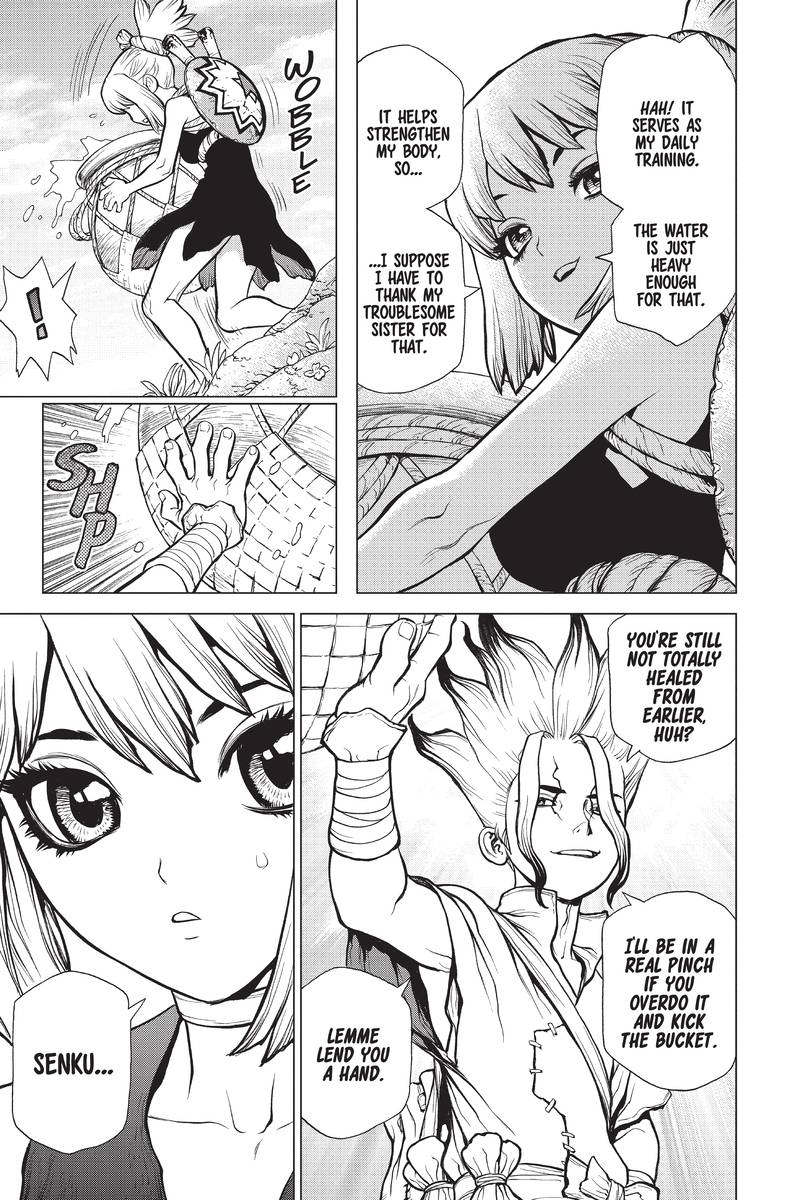 HAH! IT
SERVES AS
MY DAILY
TRAINING.
THE WATER
IS JUST
HEAVY
ENOUGH
FOR THAT.
IT HELPS
STRENGTHEN
MY BODY,
SO...
...I SUPPOSE
I HAVE TO
THANK MY
TROUBLESOME
SISTER FOR
THAT.
WOBBLE
!
SHP
YOU'RE STILL
NOT TOTALLY
HEALED
FROM
EARLIER,
HUH?
I'LL BE IN A
REAL PINCH
IF YOU
OVERDO IT
AND KICK
THE BUCKET.
LEMME
LEND YOU
A HAND.
SENKU...